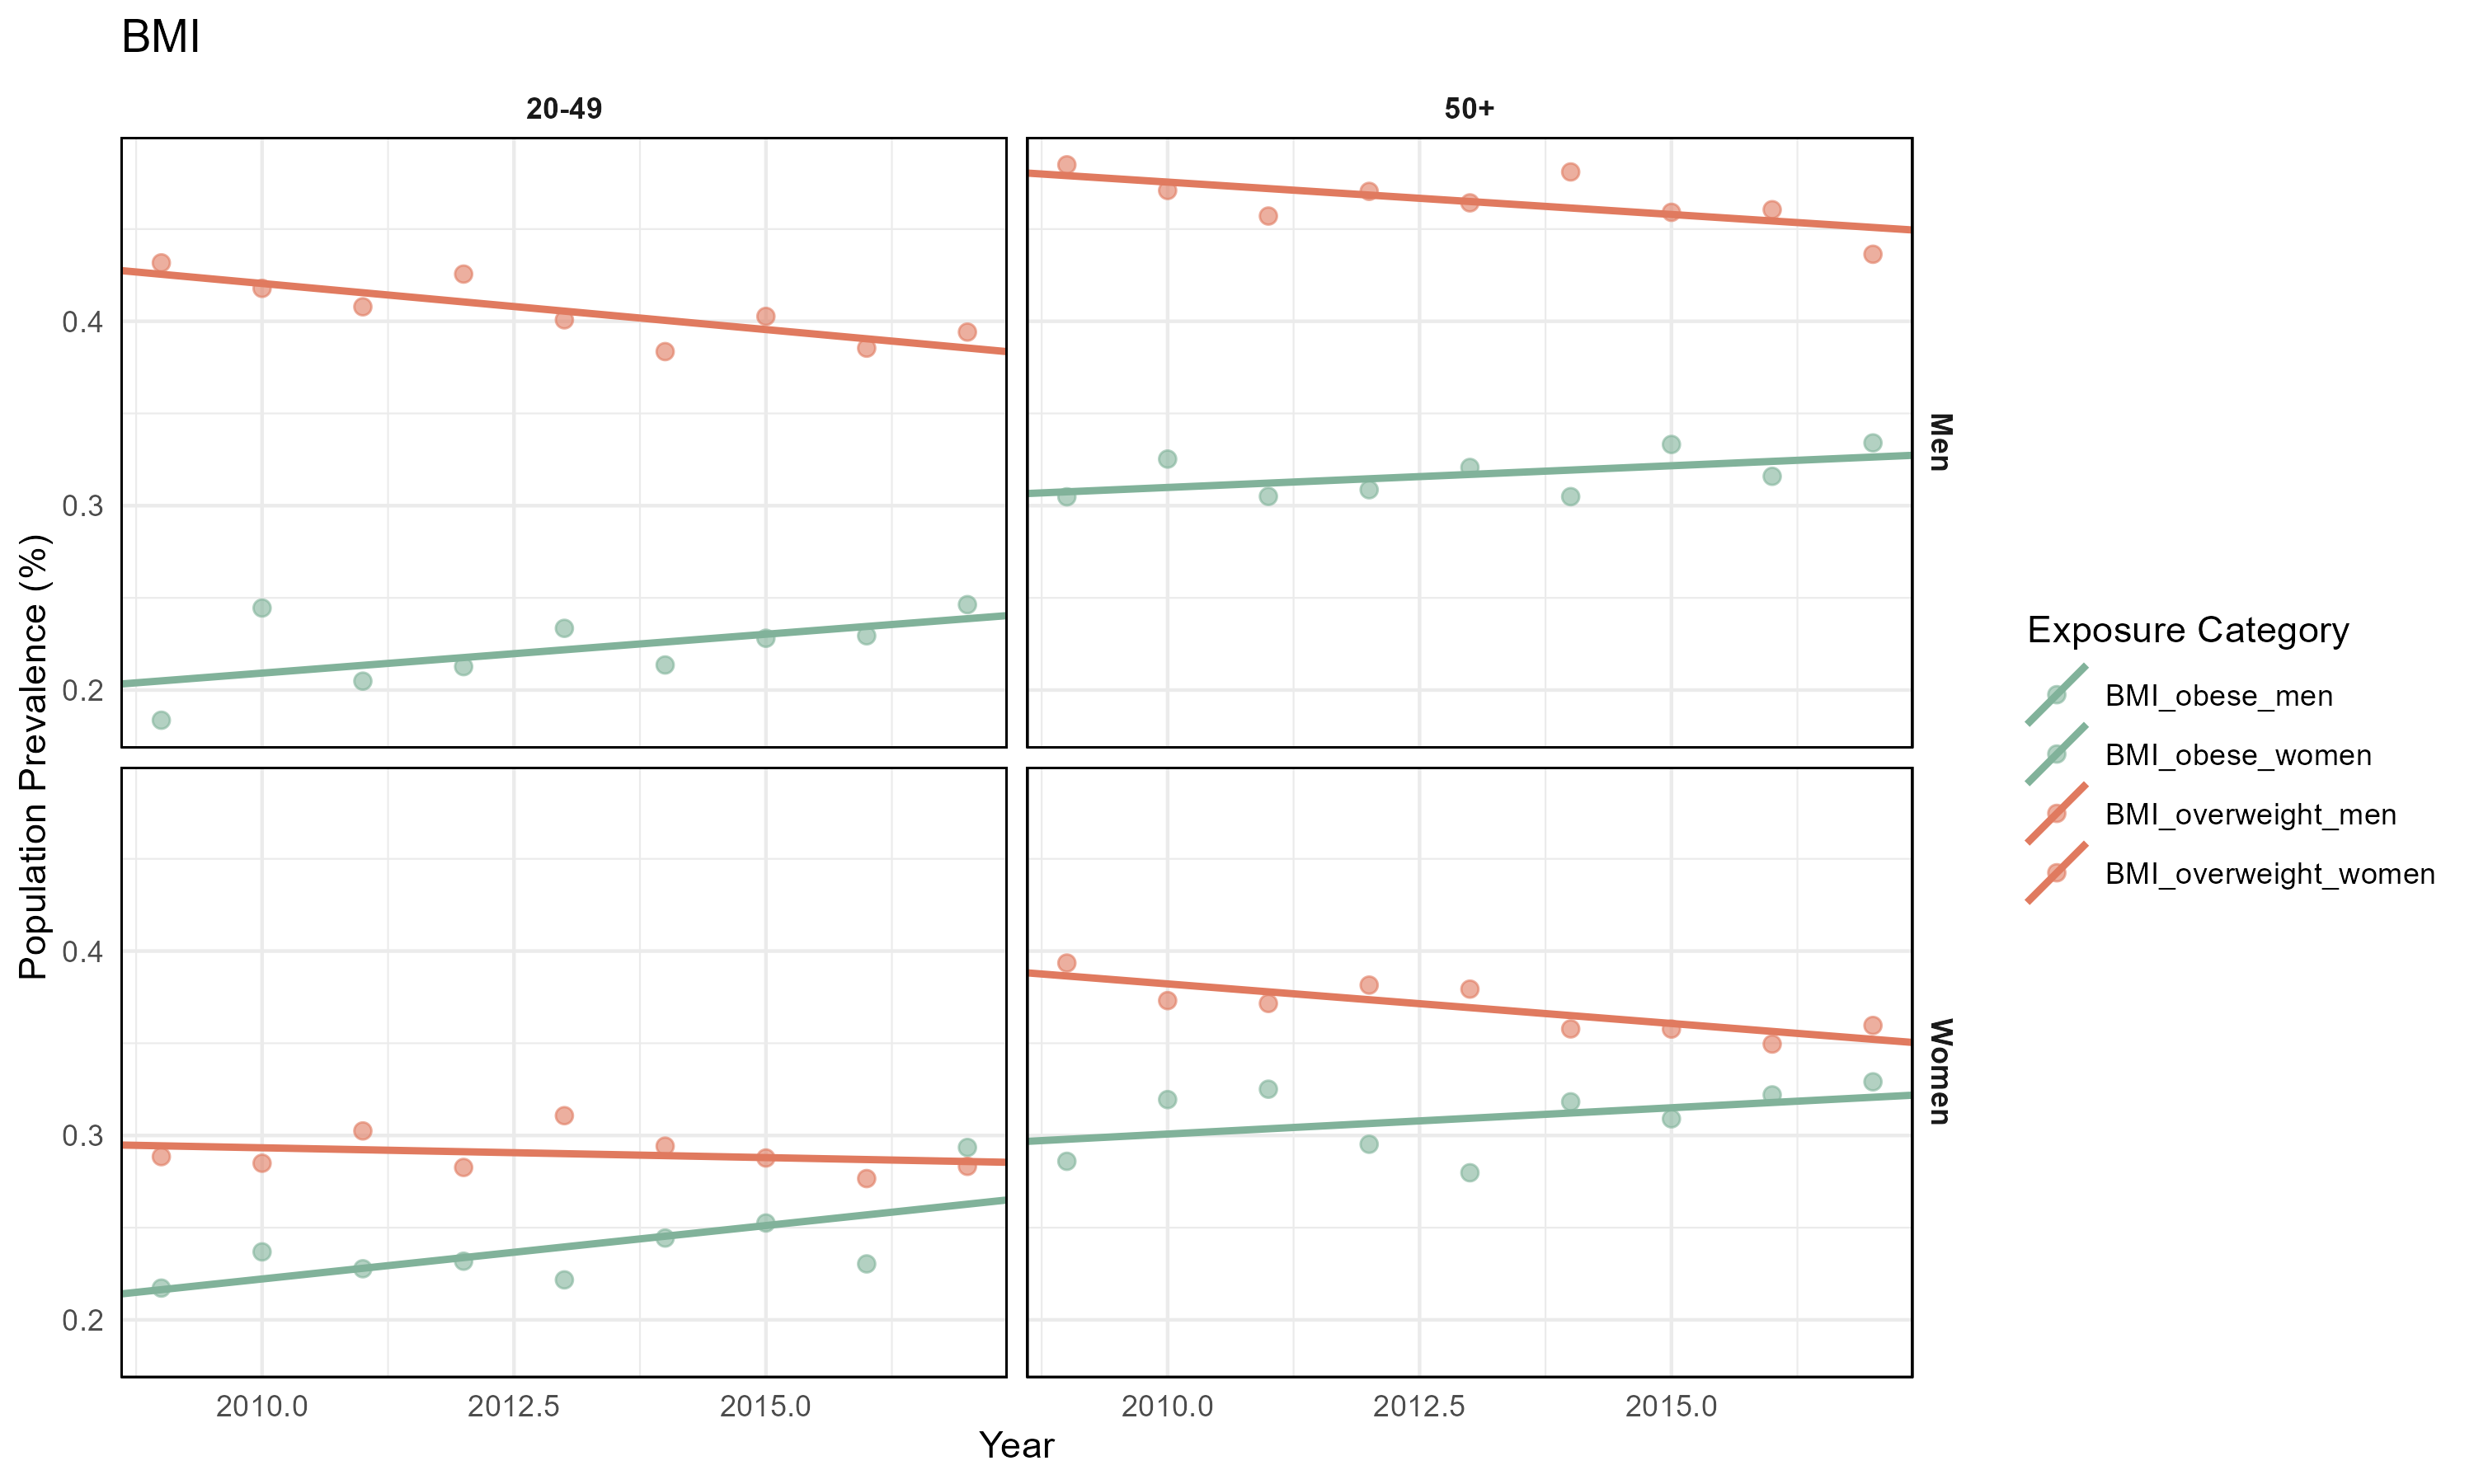 BMI
20-49
50+
0.4
0.3
0.2
Men
0.4
0.3
0.2
Women
Population Prevalence (%)
2010.0
2012.5
2015.0
2010.0
2012.5
2015.0
Year
Exposure Category
BMI_obese_men
BMI_obese_women
BMI_overweight_men
BMI_overweight_women